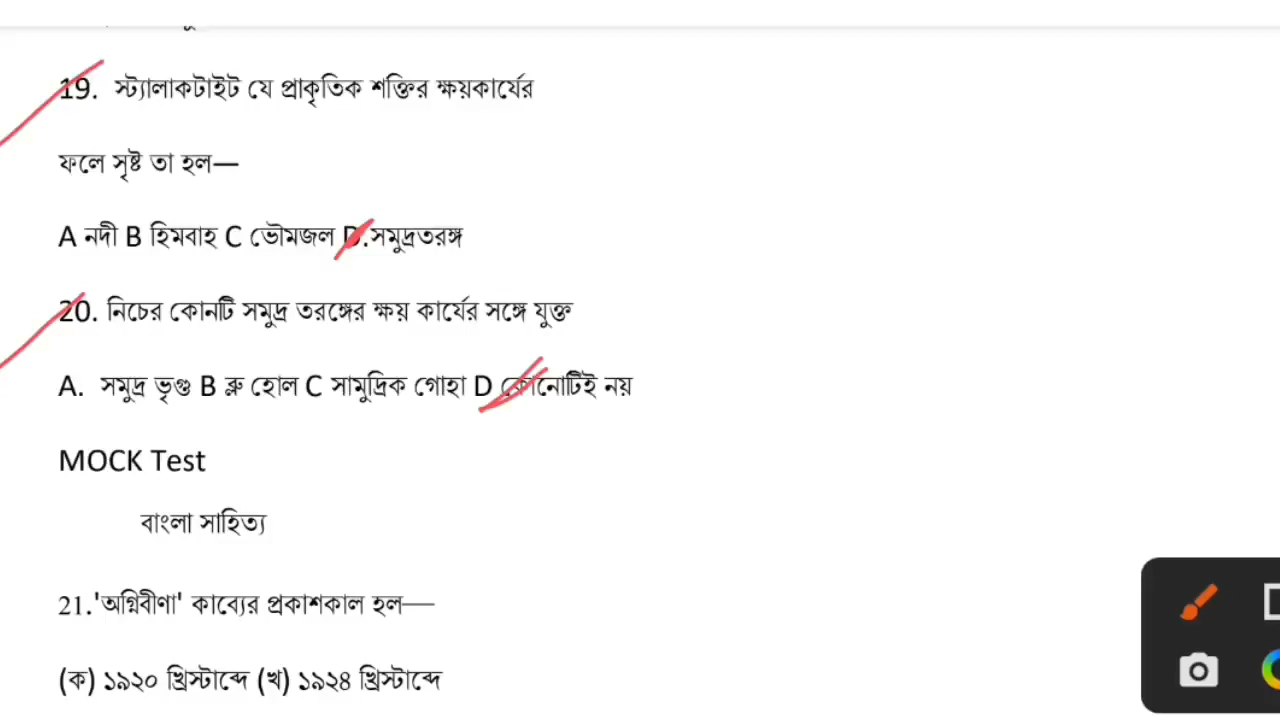 19. স্ট্যালাকটাইট যে প্রাকৃতিক শক্তির ক্ষয়কার্যের
ফলে সৃষ্ট তা হল—
A নদী B হিমবাহ C ভৌমজল D.সমুদ্রতরঙ্গ
20. নিচের কোনটি সমুদ্র তরঙ্গের ক্ষয় কার্যের সঙ্গে যুক্ত
A. সমুদ্র ভৃগু B ব্লু হোল C সামুদ্রিক গোহা D কোনোটিই নয়
MOCK Test
বাংলা সাহিত্য
21.'অগ্নিবীণা' কাব্যের প্রকাশকাল হল—
(ক) ১৯২০ খ্রিস্টাব্দে (খ) ১৯২৪ খ্রিস্টাব্দে